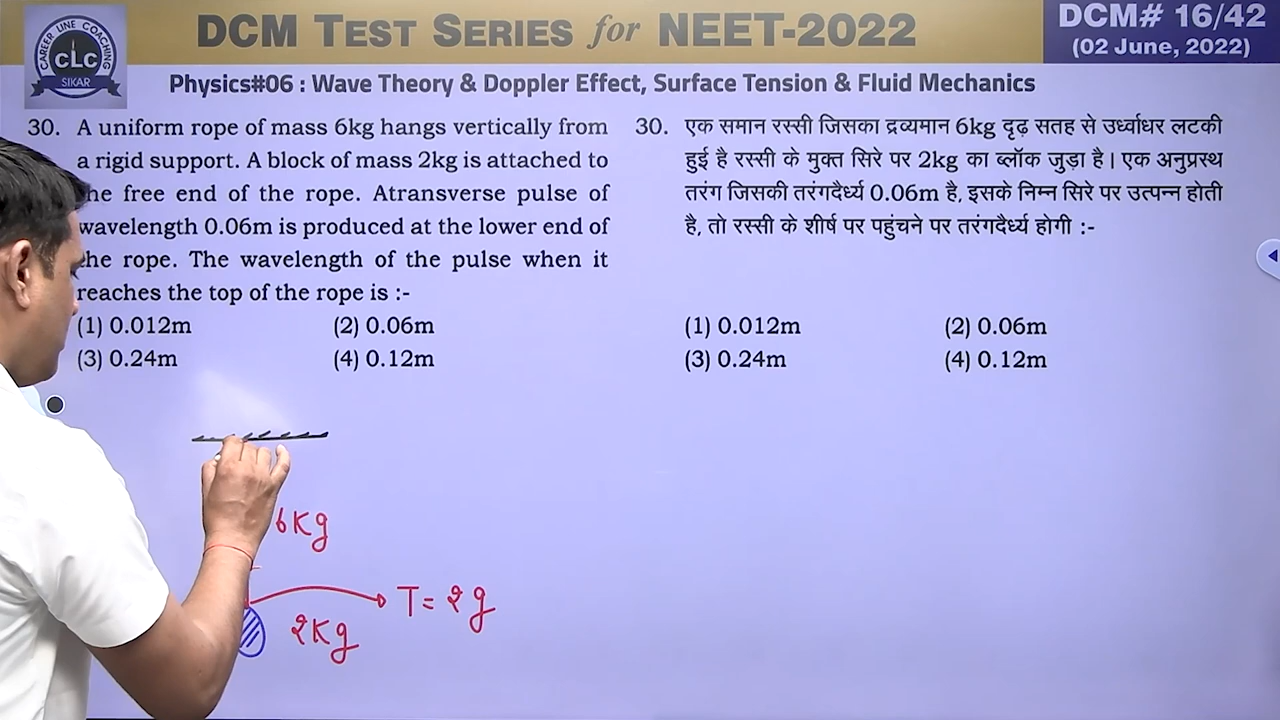 DCM TEST SERIES for NEET-2022
DCM# 16/42
(02 June, 2022)
CAREER LINE COACHING
CLC
SIKAR
Physics#06 : Wave Theory & Doppler Effect, Surface Tension & Fluid Mechanics
30. A uniform rope of mass 6kg hangs vertically from
a rigid support. A block of mass 2kg is attached to
he free end of the rope. Atransverse pulse of
wavelength 0.06m is produced at the lower end of
he rope. The wavelength of the pulse when it
reaches the top of the rope is :-
(1) 0.012m (2) 0.06m
(3) 0.24m (4) 0.12m
30. एक समान रस्सी जिसका द्रव्यमान 6kg दृढ़ सतह से उर्ध्वाधर लटकी
हुई है रस्सी के मुक्त सिरे पर 2kg का ब्लॉक जुड़ा है। एक अनुप्रस्थ
तरंग जिसकी तरंगदैर्ध्य 0.06m है, इसके निम्न सिरे पर उत्पन्न होती
है, तो रस्सी के शीर्ष पर पहुंचने पर तरंगदैर्ध्य होगी :-
(1) 0.012m (2) 0.06m
(3) 0.24m (4) 0.12m
6Kg
T= 2g
2Kg